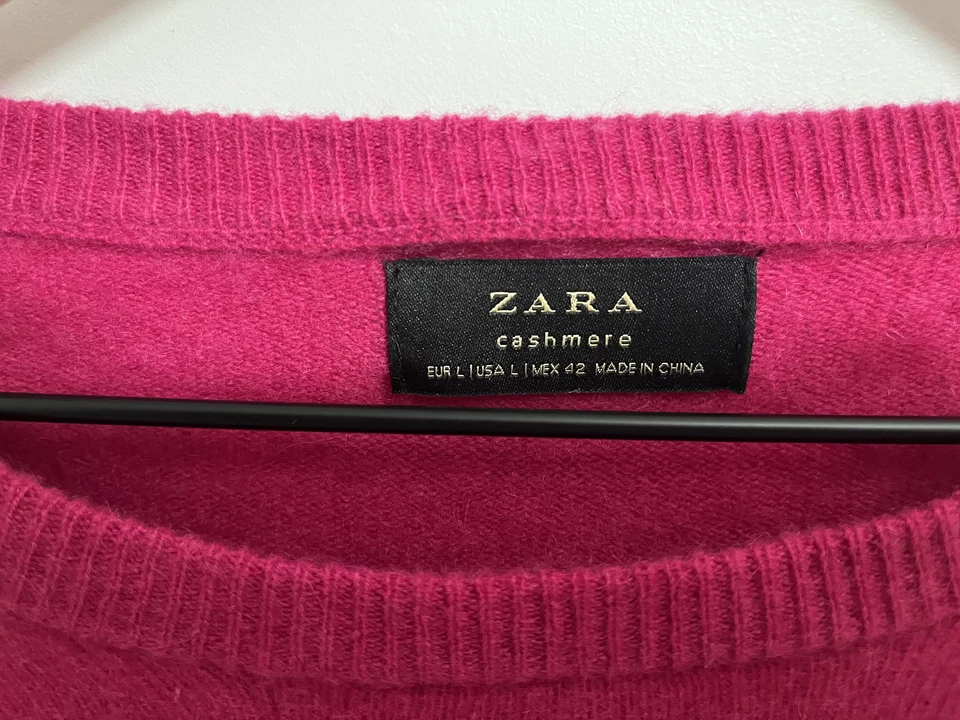 ZARA
cashmere
EUR L | USA L | MEX 42 MADE IN CHINA